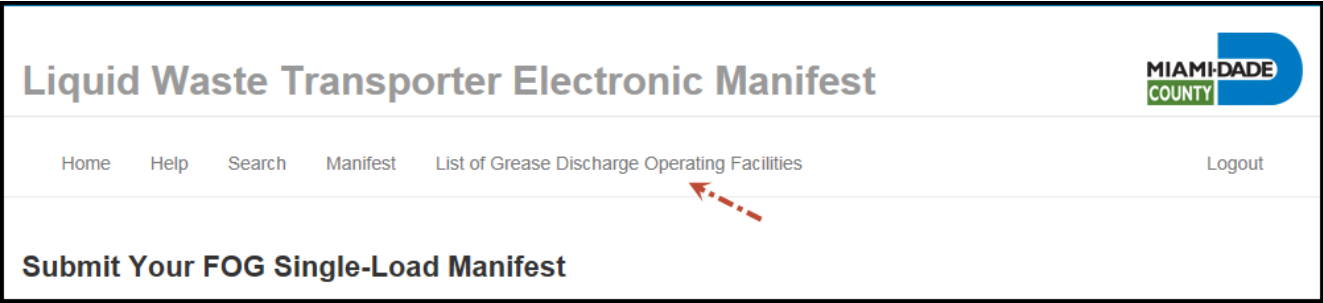 Liquid Waste Transporter Electronic Manifest
MIAMI-DADE
COUNTY
Home Help Search Manifest List of Grease Discharge Operating Facilities Logout
Submit Your FOG Single-Load Manifest